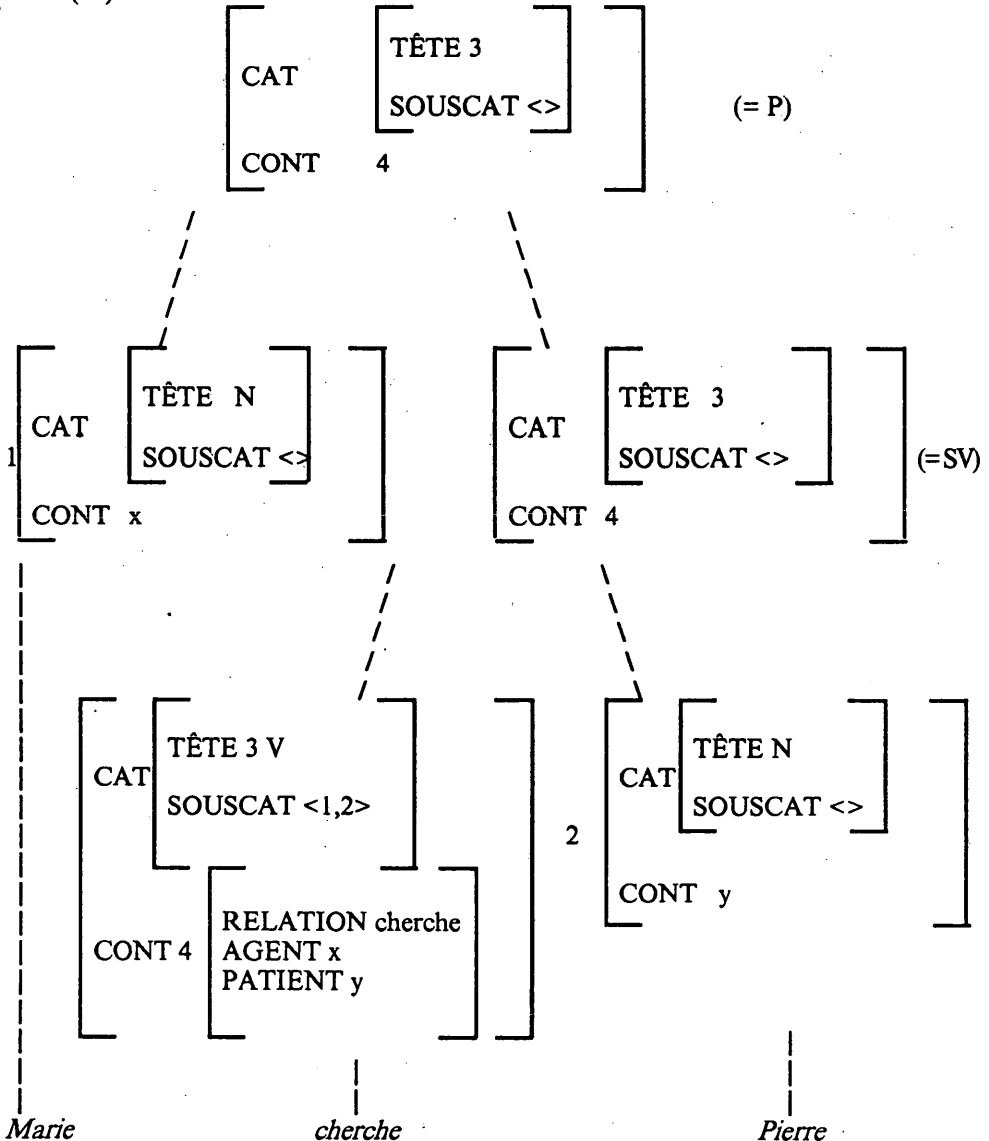 TÊTE 3
CAT
SOUSCAT <>
(= P)
CONT 4
TÊTE N
CAT
1
SOUSCAT <>
CONT x
TÊTE 3
CAT
SOUSCAT <>
(=SV)
CONT 4
TÊTE 3 V
CAT
SOUSCAT <1,2>
RELATION cherche
CONT 4 AGENT x
PATIENT y
2
TÊTE N
CAT
SOUSCAT <>
CONT y
Marie cherche Pierre